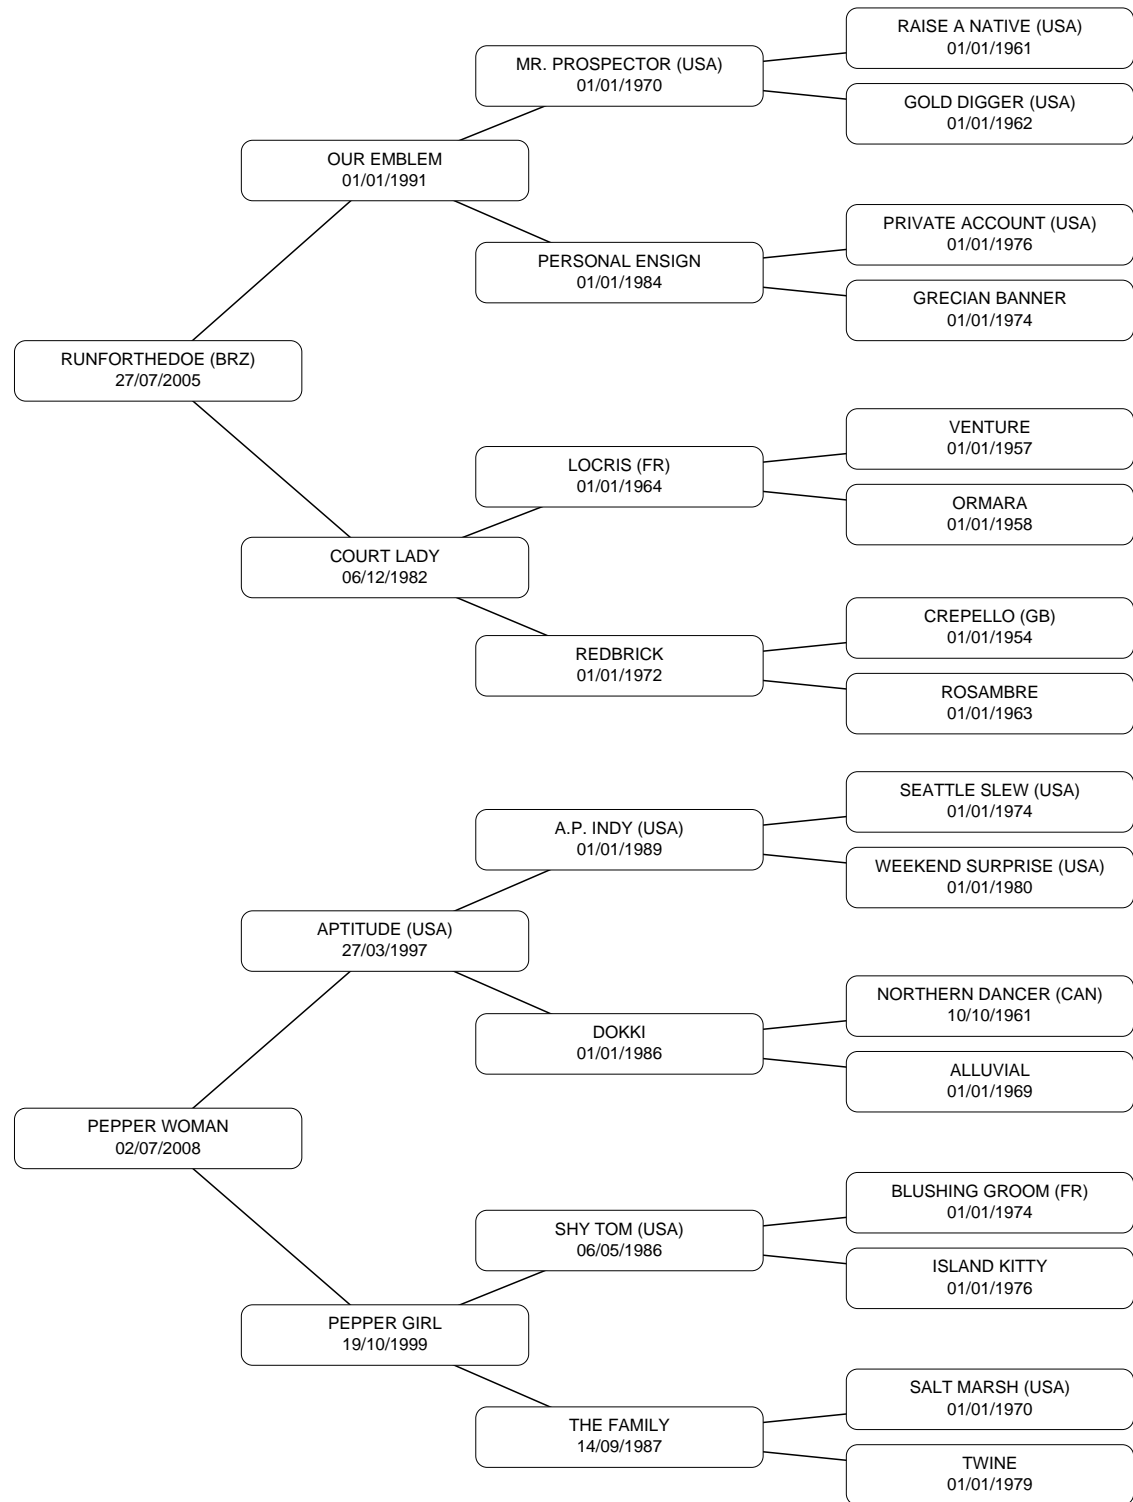 RAISE A NATIVE (USA)
01/01/1961
MR. PROSPECTOR (USA)
01/01/1970
GOLD DIGGER (USA)
01/01/1962
OUR EMBLEM
01/01/1991
PRIVATE ACCOUNT (USA)
01/01/1976
PERSONAL ENSIGN
01/01/1984
GRECIAN BANNER
01/01/1974
RUNFORTHEDOE (BRZ)
27/07/2005
VENTURE
01/01/1957
LOCRIS (FR)
01/01/1964
ORMARA
01/01/1958
COURT LADY
06/12/1982
CREPELLO (GB)
01/01/1954
REDBRICK
01/01/1972
ROSAMBRE
01/01/1963
SEATTLE SLEW (USA)
01/01/1974
A.P. INDY (USA)
01/01/1989
WEEKEND SURPRISE (USA)
01/01/1980
APTITUDE (USA)
27/03/1997
NORTHERN DANCER (CAN)
10/10/1961
DOKKI
01/01/1986
ALLUVIAL
01/01/1969
PEPPER WOMAN
02/07/2008
BLUSHING GROOM (FR)
01/01/1974
SHY TOM (USA)
06/05/1986
ISLAND KITTY
01/01/1976
PEPPER GIRL
19/10/1999
SALT MARSH (USA)
01/01/1970
THE FAMILY
14/09/1987
TWINE
01/01/1979